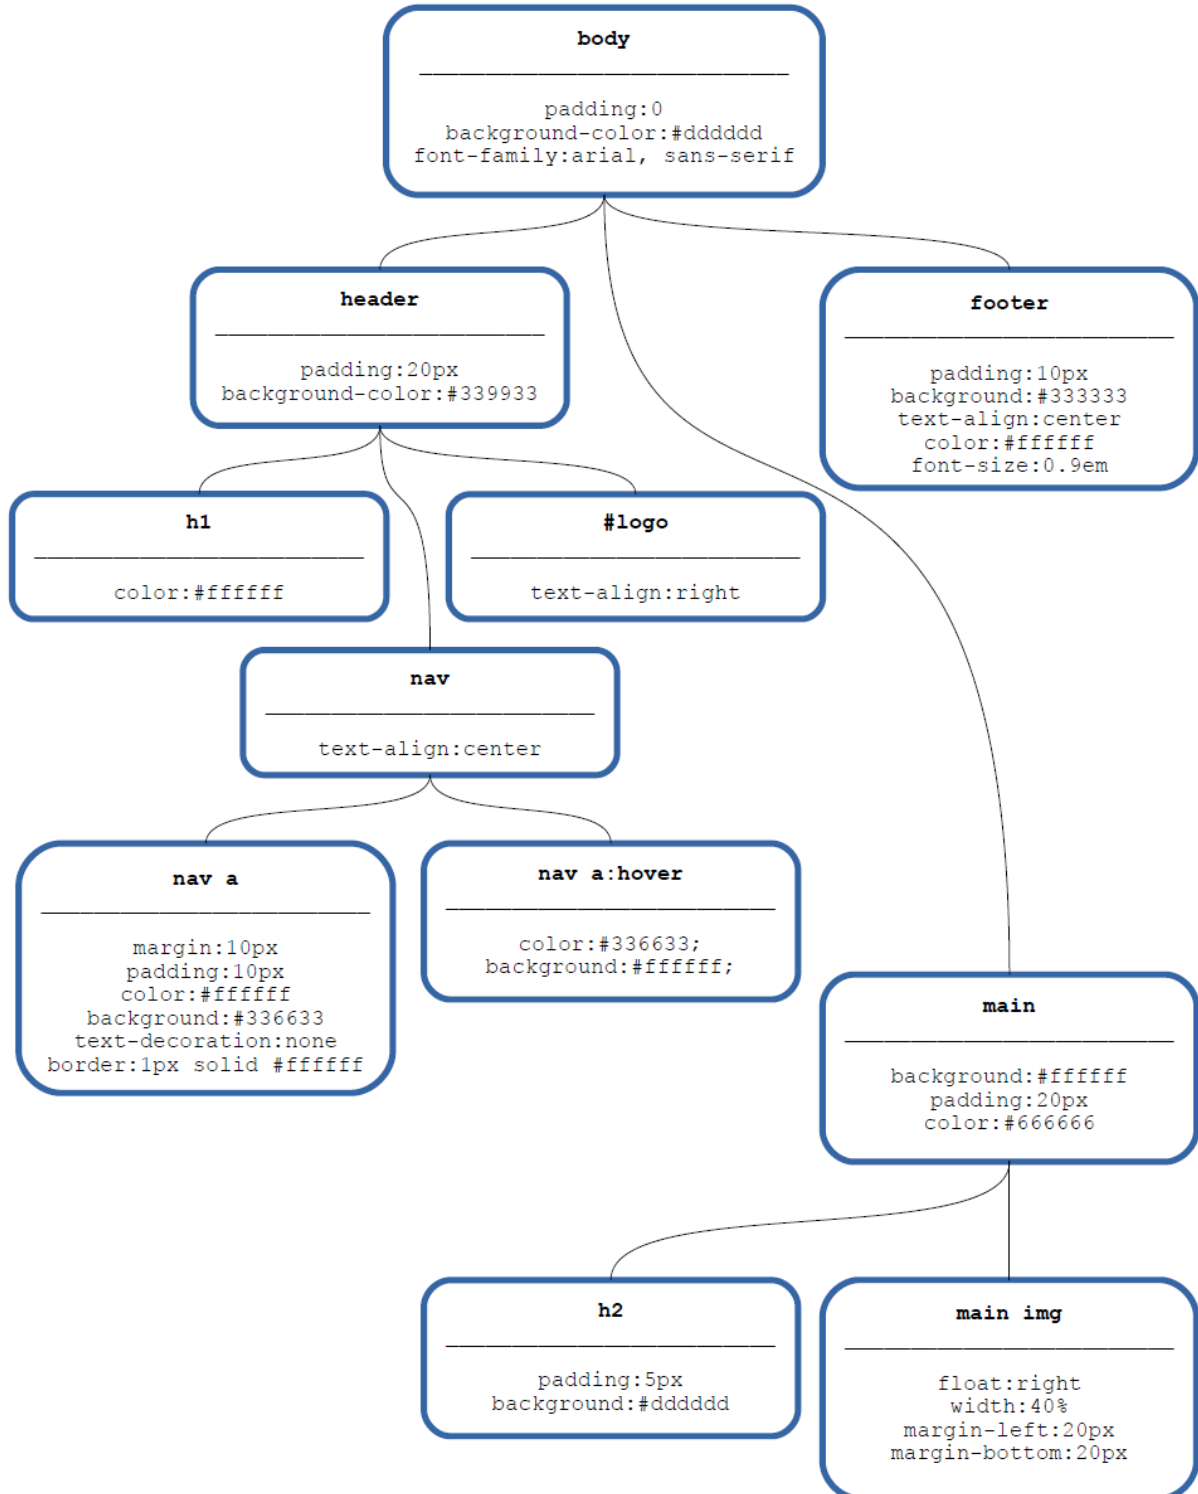 body
padding:0
background-color:#dddddd
font-family:arial, sans-serif
header
padding:20px
background-color:#339933
footer
padding:10px
background:#333333
text-align:center
color:#ffffff
font-size:0.9em
h1
color:#ffffff
#logo
text-align:right
nav
text-align:center
nav a
margin:10px
padding:10px
color:#ffffff
background:#336633
text-decoration:none
border:1px solid #ffffff
nav a:hover
color:#336633;
background:#ffffff;
main
background:#ffffff
padding:20px
color:#666666
h2
padding:5px
background:#dddddd
main img
float:right
width:40%
margin-left:20px
margin-bottom:20px